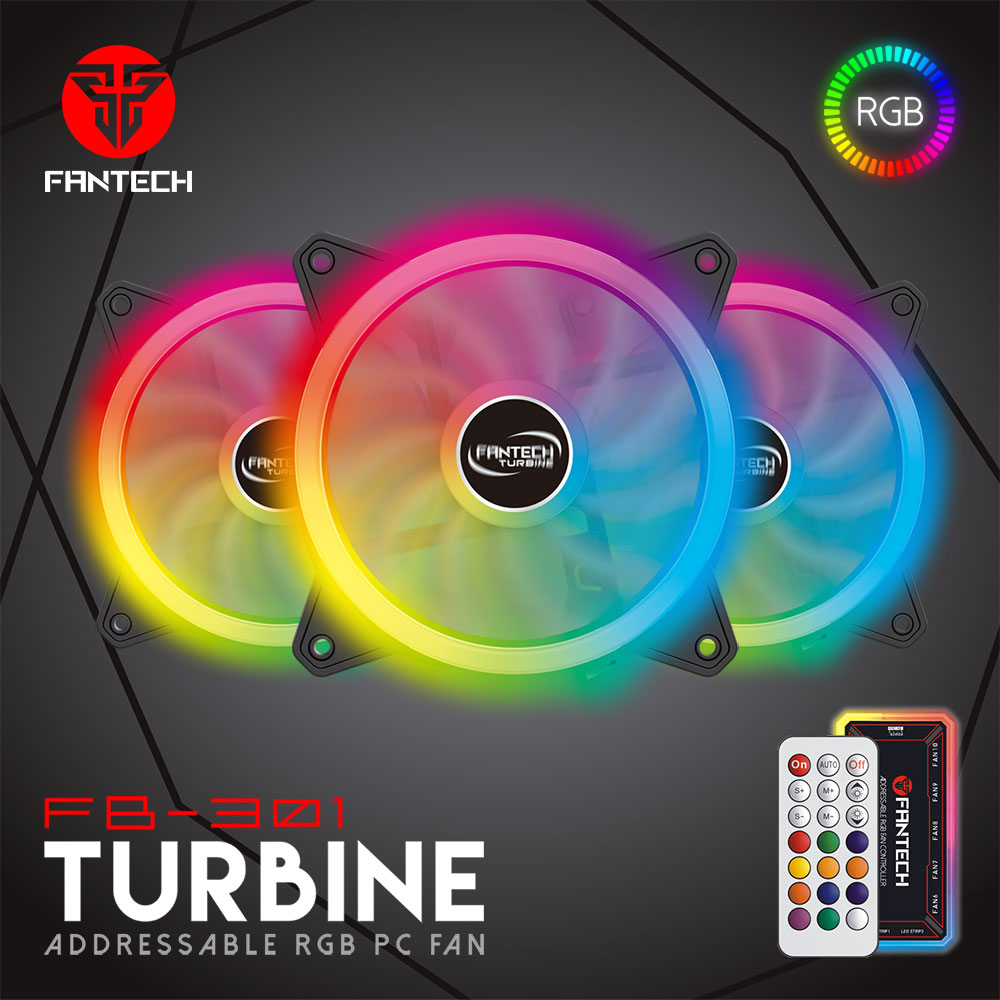 FANTECH
RGB
FANTECH
TURBINE
FANTECH
TURBINE
FANTECH
TURBINE
FB-301
TURBINE
ADDRESSABLE RGB PC FAN
On AUTO Off
S+ M+
S- M-
FANTECH
ADDRESSABLE RGB FAN CONTROLLER
FAN10
FAN9
FAN8
FAN7
FAN6
LED STRIP2